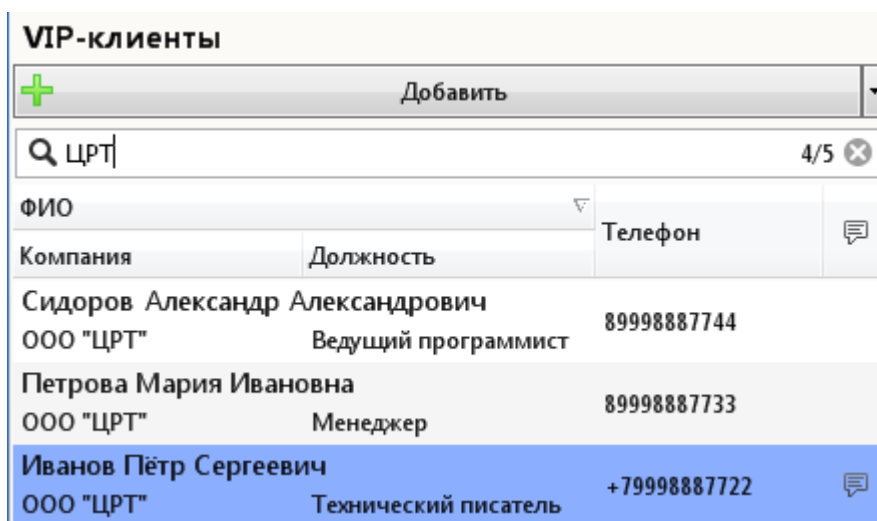 VIP-клиенты
Добавить
ЦРТ 4/5
ФИО
Телефон
Компания Должность
Сидоров Александр Александрович
89998887744
ООО "ЦРТ" Ведущий программист
Петрова Мария Ивановна
89998887733
ООО "ЦРТ" Менеджер
Иванов Пётр Сергеевич
+79998887722
ООО "ЦРТ" Технический писатель